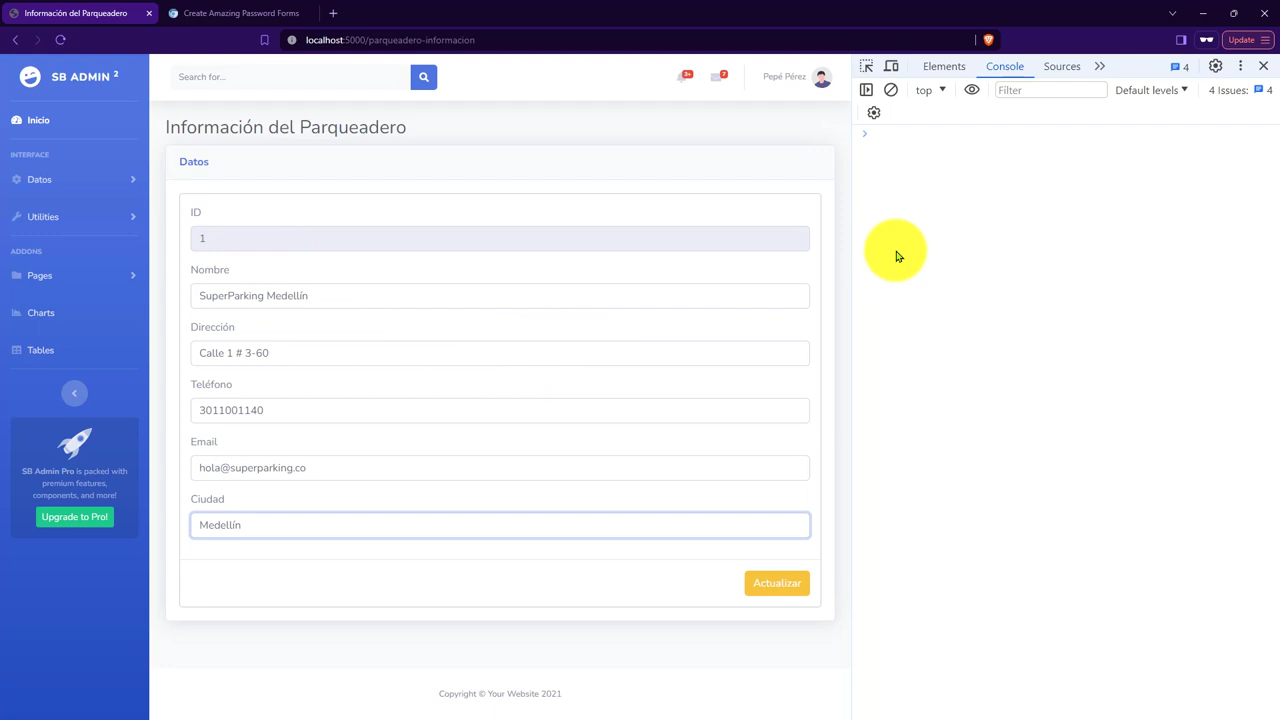 Información del Parqueadero
Create Amazing Password Forms
localhost:5000/parqueadero-informacion
Update
SB ADMIN 2
Inicio
INTERFACE
Datos
Utilities
ADDONS
Pages
Charts
Tables
SB Admin Pro is packed with
premium features,
components, and more!
Upgrade to Pro!
Search for...
3+
7
Pepé Pérez
Información del Parqueadero
Datos
ID
1
Nombre
SuperParking Medellín
Dirección
Calle 1 # 3-60
Teléfono
3011001140
Email
hola@superparking.co
Ciudad
Medellín
Actualizar
Copyright © Your Website 2021
Elements
Console
Sources
4
top
Filter
Default levels
4 Issues:
4